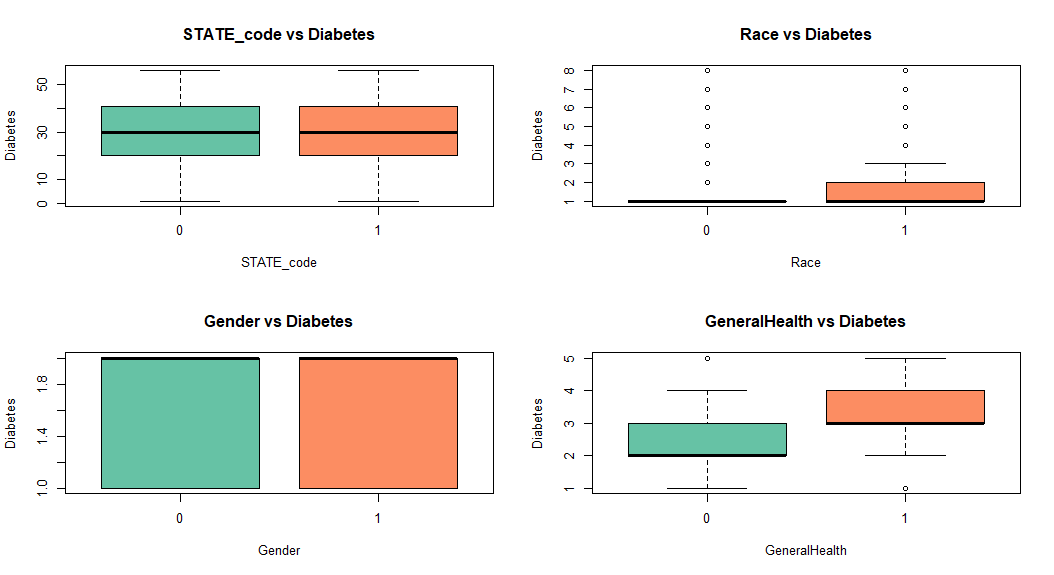 STATE_code vs Diabetes
Diabetes
50
30
10
0
0 1
STATE_code
Race vs Diabetes
Diabetes
8
7
6
5
4
3
2
1
0 1
Race
Gender vs Diabetes
Diabetes
1.8
1.4
1.0
0 1
Gender
GeneralHealth vs Diabetes
Diabetes
5
4
3
2
1
0 1
GeneralHealth